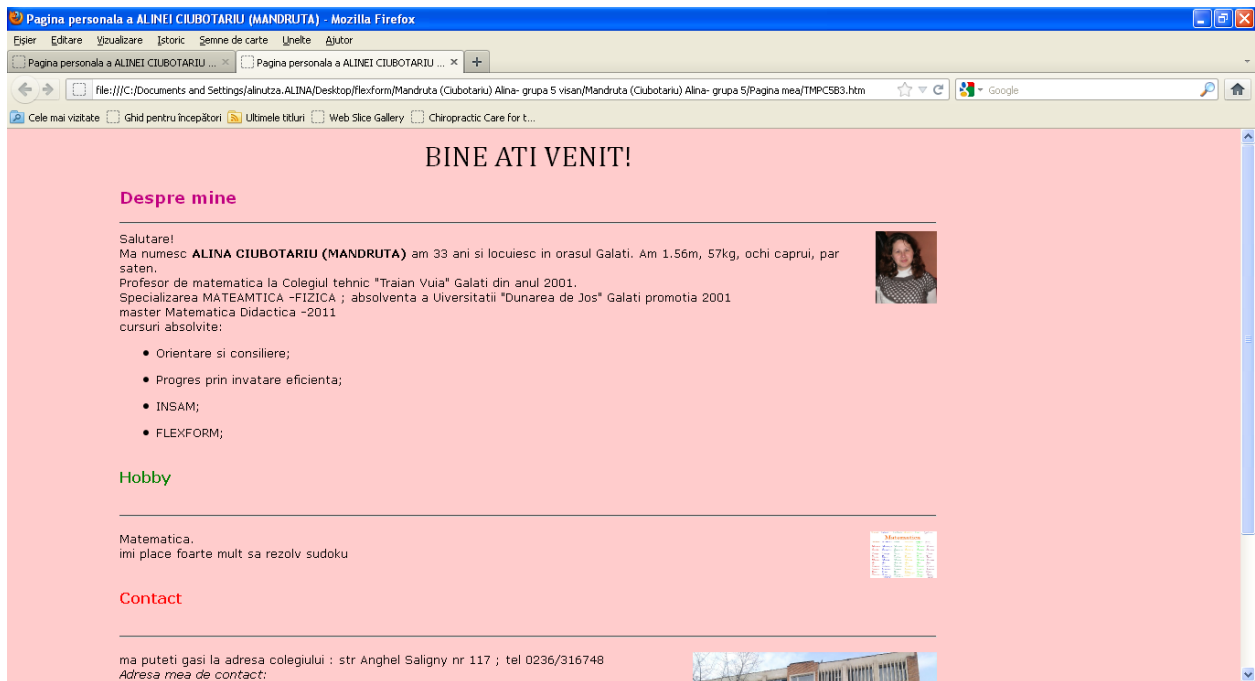 Pagina personala a ALINEI CIUBOTARIU (MANDRUTA) - Mozilla Firefox
Fişier Editare Vizualizare Istoric Semne de carte Unelte Ajutor
Pagina personala a ALINEI CIUBOTARIU ... × Pagina personala a ALINEI CIUBOTARIU ... × +
file:///C:/Documents and Settings/alinutza.ALINA/Desktop/flexform/Mandruta (Ciubotariu) Alina- grupa 5 visan/Mandruta (Ciubotariu) Alina- grupa 5/Pagina mea/TMPC5B3.htm Google
Cele mai vizitate Ghid pentru începători Ultimele titluri Web Slice Gallery Chiropractic Care for t...
BINE ATI VENIT!
Despre mine
Salutare!
Ma numesc ALINA CIUBOTARIU (MANDRUTA) am 33 ani si locuiesc in orasul Galati. Am 1.56m, 57kg, ochi caprui, par
saten.
Profesor de matematica la Colegiul tehnic "Traian Vuia" Galati din anul 2001.
Specializarea MATEAMTICA -FIZICA ; absolventa a Uiversitatii "Dunarea de Jos" Galati promotia 2001
master Matematica Didactica -2011
cursuri absolvite:
• Orientare si consiliere;
• Progres prin invatare eficienta;
• INSAM;
• FLEXFORM;
Hobby
Matematica.
imi place foarte mult sa rezolv sudoku
Contact
ma puteti gasi la adresa colegiului : str Anghel Saligny nr 117 ; tel 0236/316748
Adresa mea de contact: